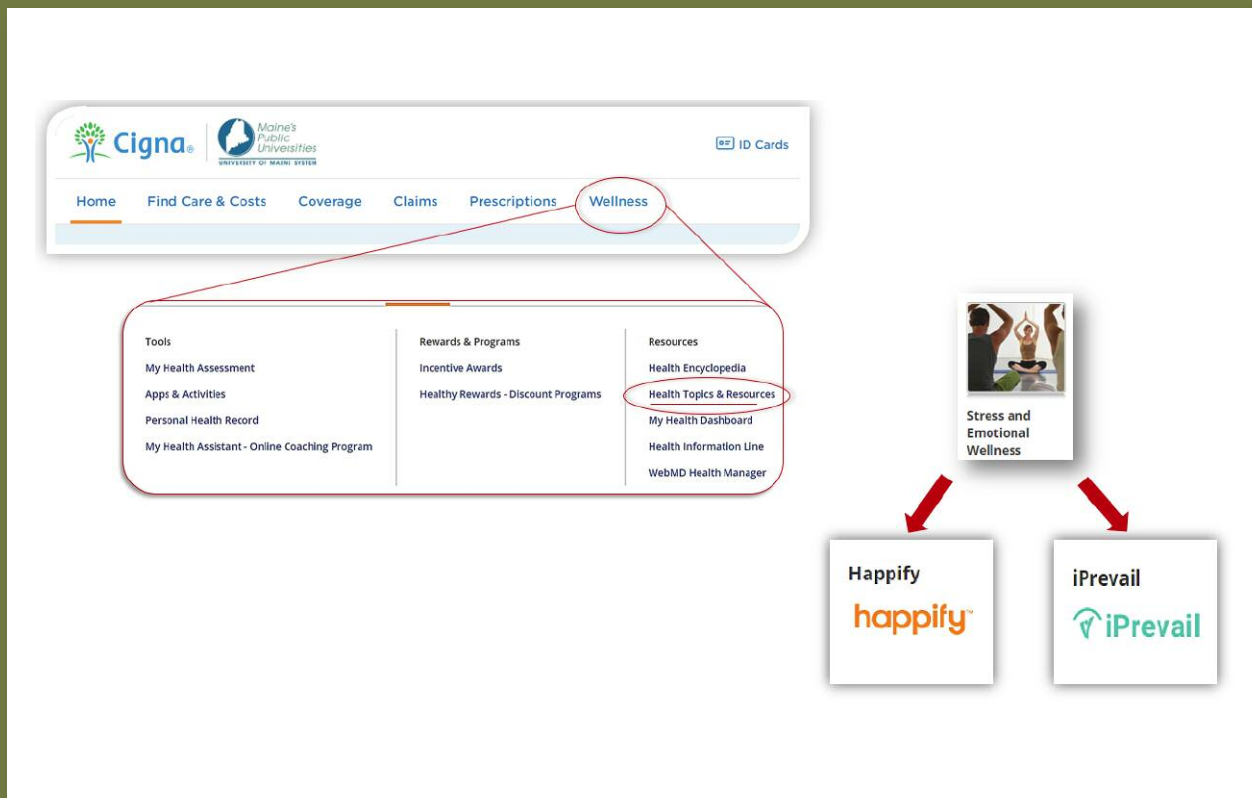 Cigna®
Maine's
Public
Universities
UNIVERSITY OF MAINE SYSTEM
ID Cards
Home Find Care & Costs Coverage Claims Prescriptions Wellness
Tools
My Health Assessment
Apps & Activities
Personal Health Record
My Health Assistant - Online Coaching Program
Rewards & Programs
Incentive Awards
Healthy Rewards - Discount Programs
Resources
Health Encyclopedia
Health Topics & Resources
My Health Dashboard
Health Information Line
WebMD Health Manager
Stress and
Emotional
Wellness
Happify
happify™
iPrevail
iPrevail